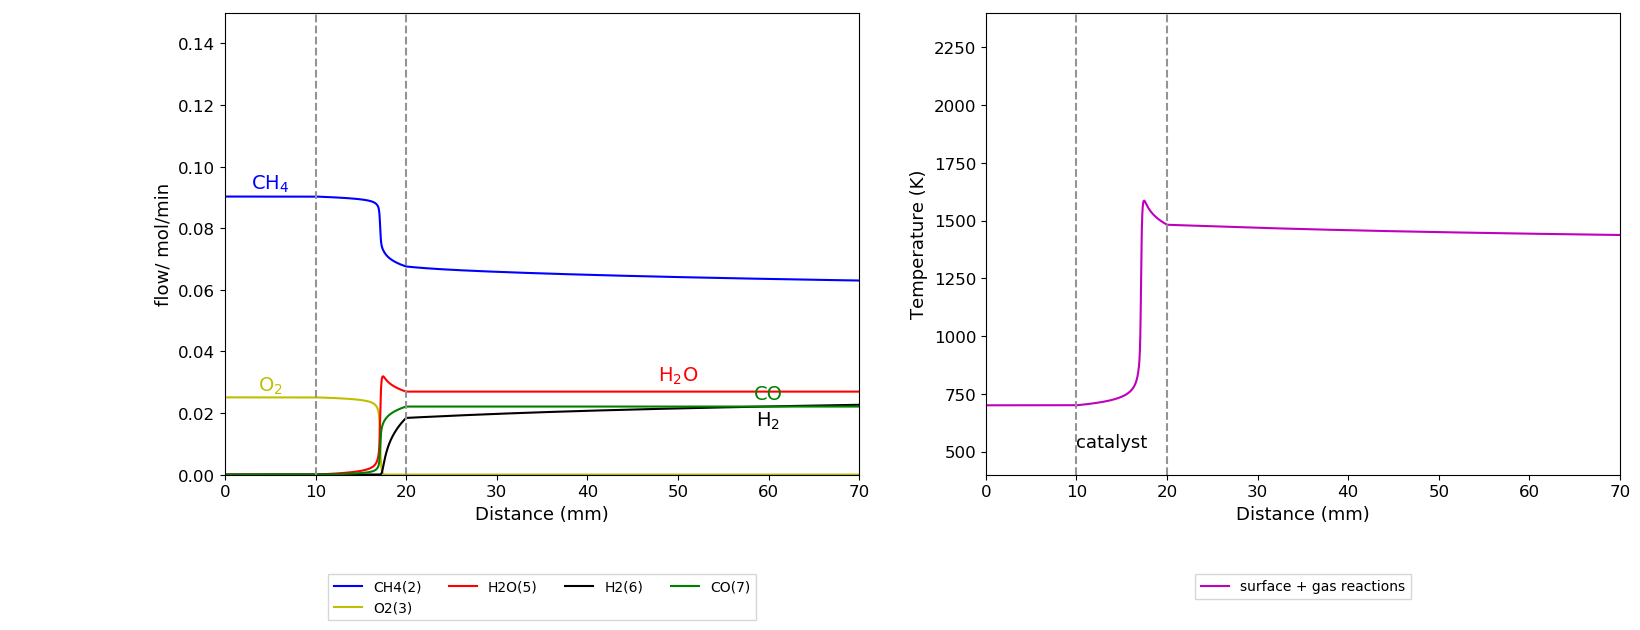 flow/ mol/min
0.14
0.12
0.10
0.08
0.06
0.04
0.02
0.00
CH₄
O₂
H₂O
CO
H₂
0 10 20 30 40 50 60 70
Distance (mm)
CH4(2) H2O(5) H2(6) CO(7)
O2(3)
Temperature (K)
2250
2000
1750
1500
1250
1000
750
500
catalyst
0 10 20 30 40 50 60 70
Distance (mm)
surface + gas reactions